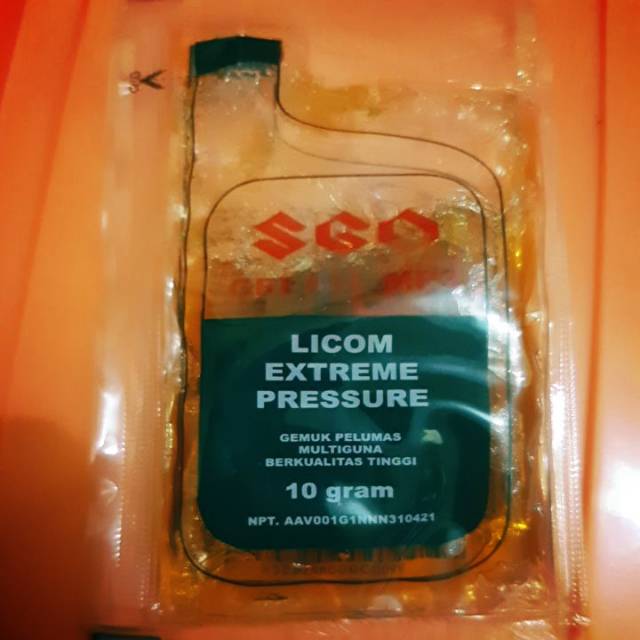 SGO
LICOM
EXTREME
PRESSURE
GEMUK PELUMAS
MULTIGUNA
BERKUALITAS TINGGI
10 gram
NPT. AAV001G1NNN310421